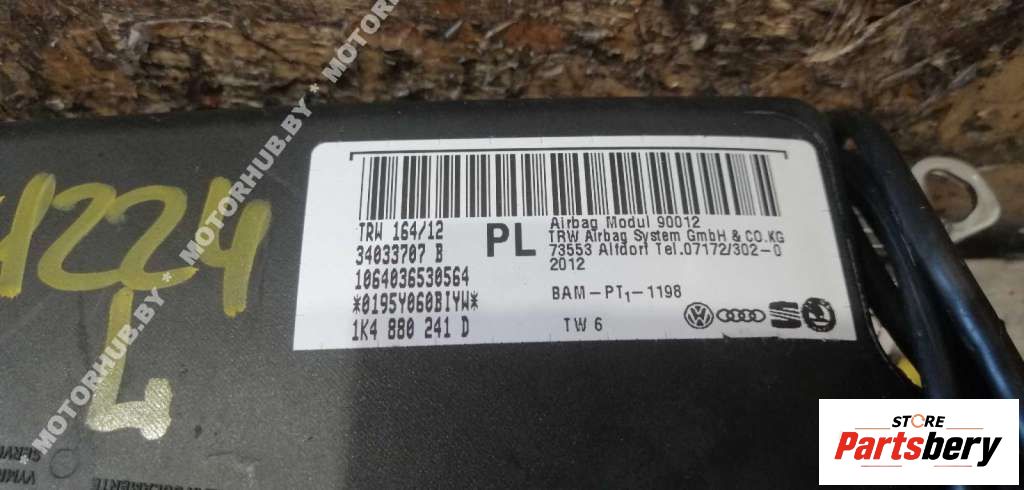 MOTORHUB.BY * MOTORHUB.BY * MOTORHUB.BY
TRW 164/12
34033707 B
1064036530564
*0195Y060BIYW*
1K4 880 241 D
PL
Airbag Modul 90012
TRW Airbag System GmbH & CO.KG
73553 Alfdorf Tel.07172/302-0
2012
BAM-PT1-1198
TW 6
224
L
STORE
Partsbery